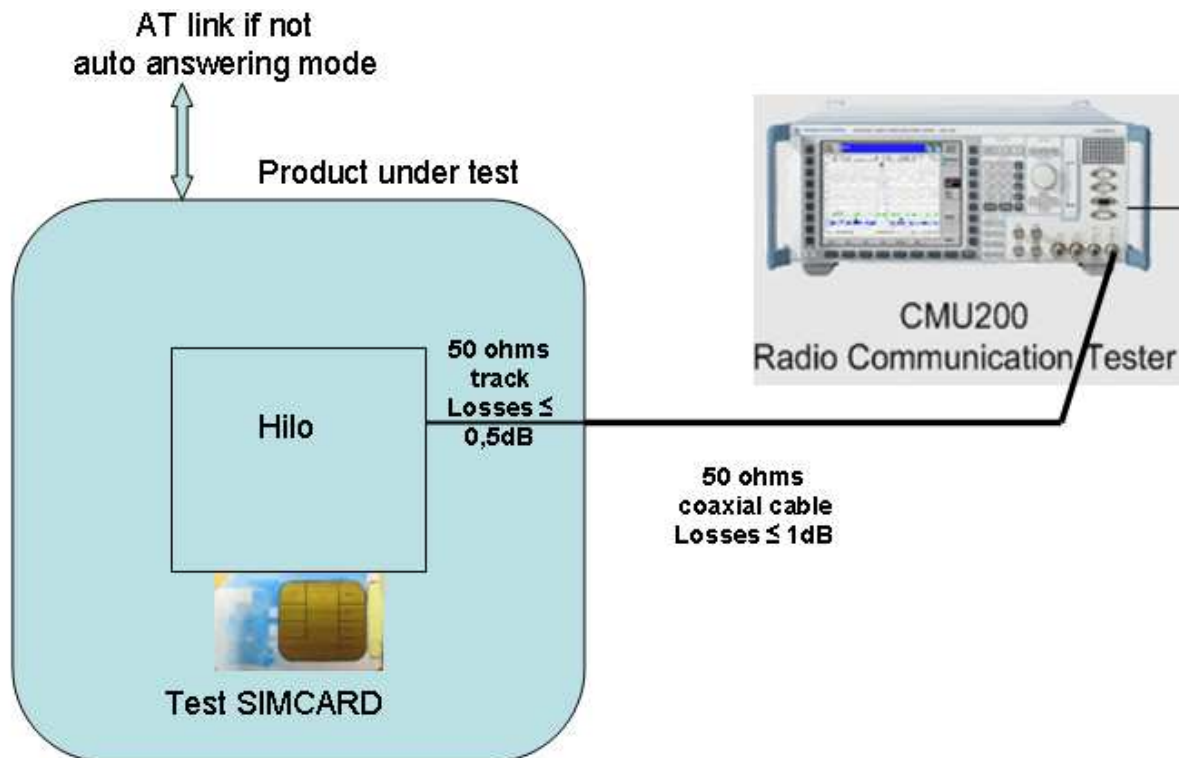 AT link if not
auto answering mode
Product under test
CMU200
Radio Communication Tester
50 ohms
track
Losses ≤
0,5dB
Hilo
50 ohms
coaxial cable
Losses ≤ 1dB
Test SIMCARD